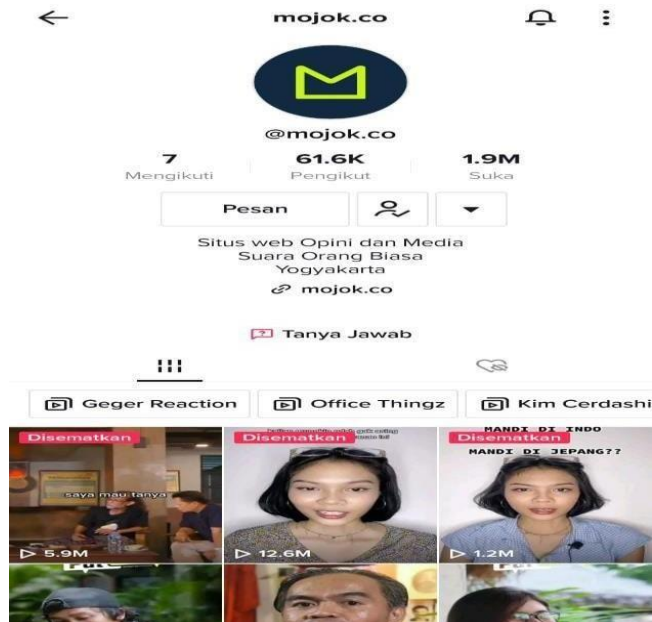 mojok.co
@mojok.co
7 61.6K 1.9M
Mengikuti Pengikut Suka
Pesan
Situs web Opini dan Media
Suara Orang Biasa
Yogyakarta
mojok.co
Tanya Jawab
Geger Reaction Office Thingz Kim Cerdashi
Disematkan Disematkan Disematkan
MANDI DI INDO
MANDI DI JEPANG??
saya mau tanya
5.9M 12.6M 1.2M